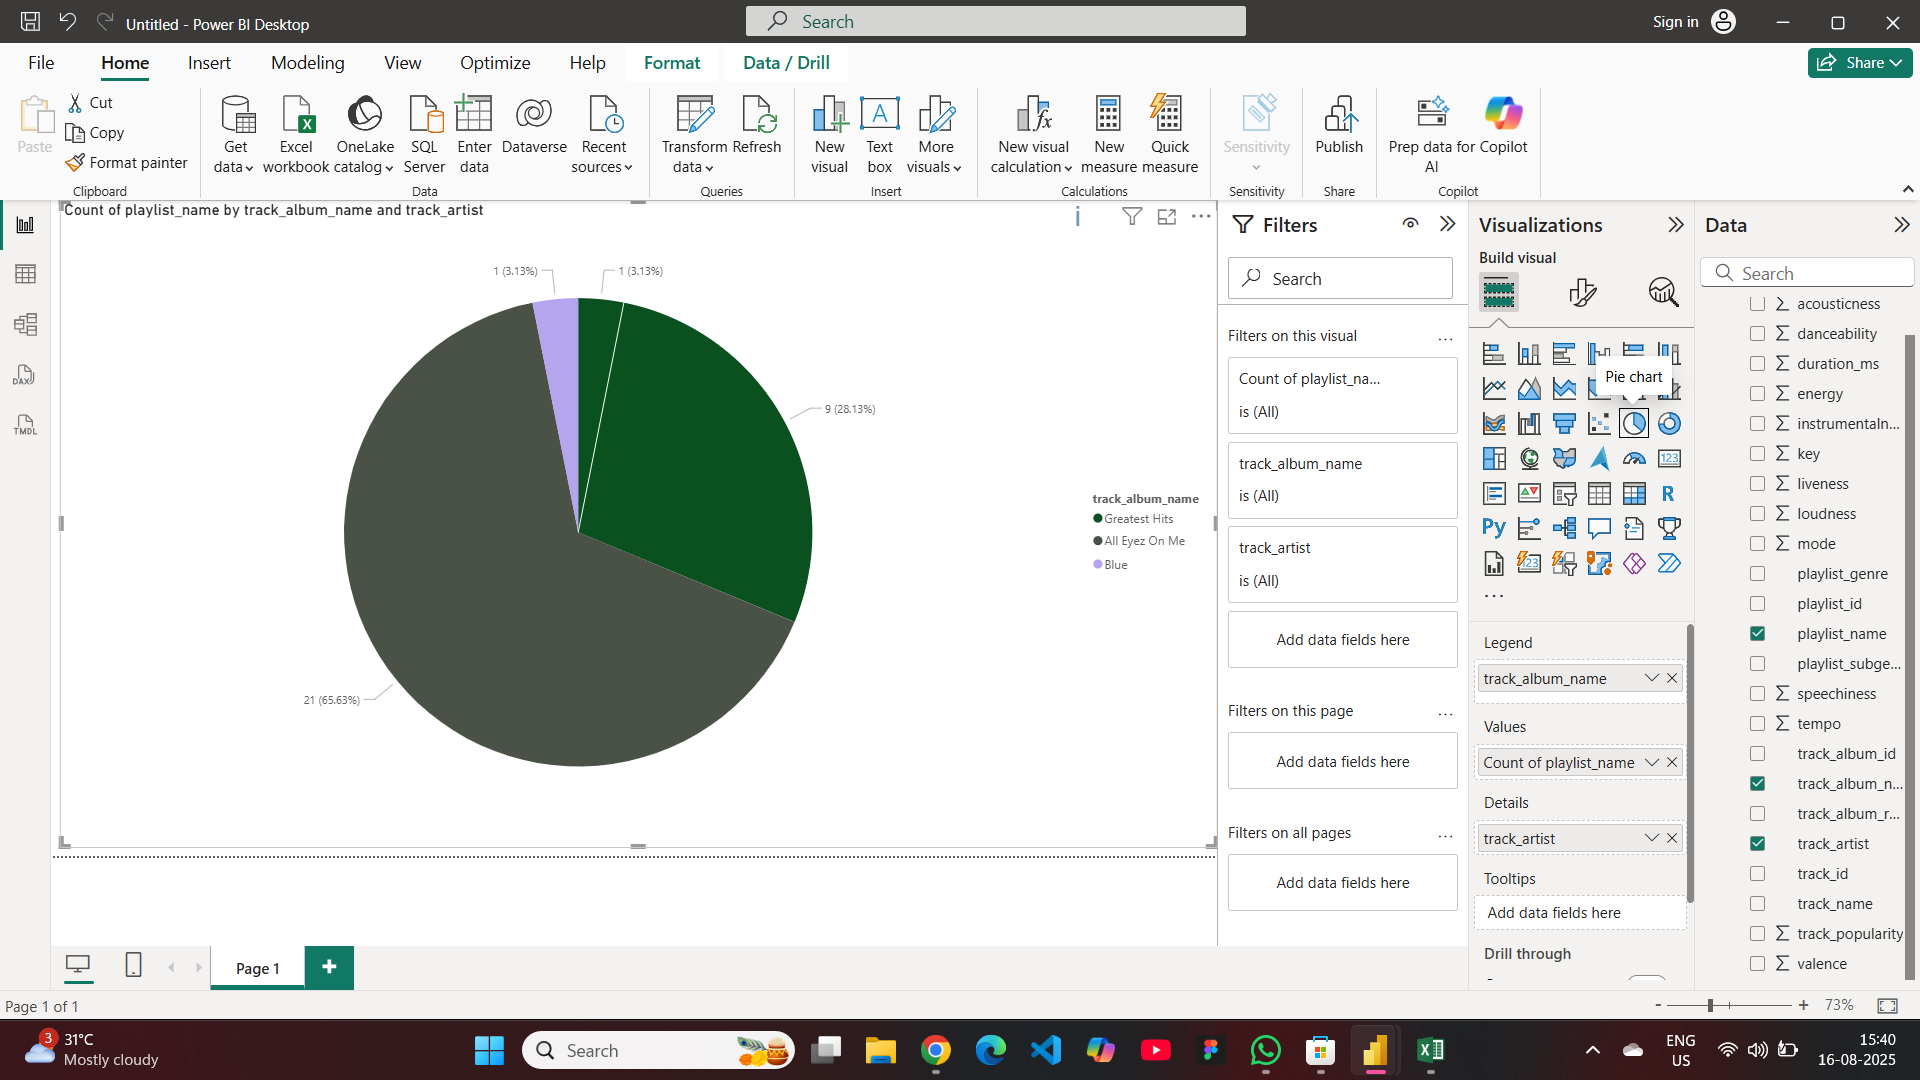 Untitled - Power BI Desktop
Search
Sign in
File
Home
Insert
Modeling
View
Optimize
Help
Format
Data / Drill
Share
Paste
Cut
Copy
Format painter
Clipboard
Get data
Excel workbook
OneLake catalog
SQL Server
Enter data
Dataverse
Recent sources
Data
Transform data
Refresh
Queries
New visual
Text box
More visuals
Insert
New visual calculation
New measure
Quick measure
Calculations
Sensitivity
Sensitivity
Publish
Share
Prep data for AI
Copilot
Copilot
Count of playlist_name by track_album_name and track_artist
1 (3.13%)
1 (3.13%)
9 (28.13%)
21 (65.63%)
track_album_name
Greatest Hits
All Eyez On Me
Blue
DAX
TMDL
Filters
Search
Filters on this visual
Count of playlist_na...
is (All)
track_album_name
is (All)
track_artist
is (All)
Add data fields here
Filters on this page
Add data fields here
Filters on all pages
Add data fields here
Visualizations
Build visual
Pie chart
123
R
Py
123
Legend
track_album_name
Values
Count of playlist_name
Details
track_artist
Tooltips
Add data fields here
Drill through
Data
Search
acousticness
danceability
duration_ms
energy
instrumentaln...
key
liveness
loudness
mode
playlist_genre
playlist_id
playlist_name
playlist_subge...
speechiness
tempo
track_album_id
track_album_n...
track_album_r...
track_artist
track_id
track_name
track_popularity
valence
Page 1
Page 1 of 1
73%
3
31°C
Mostly cloudy
Search
ENG
US
15:40
16-08-2025